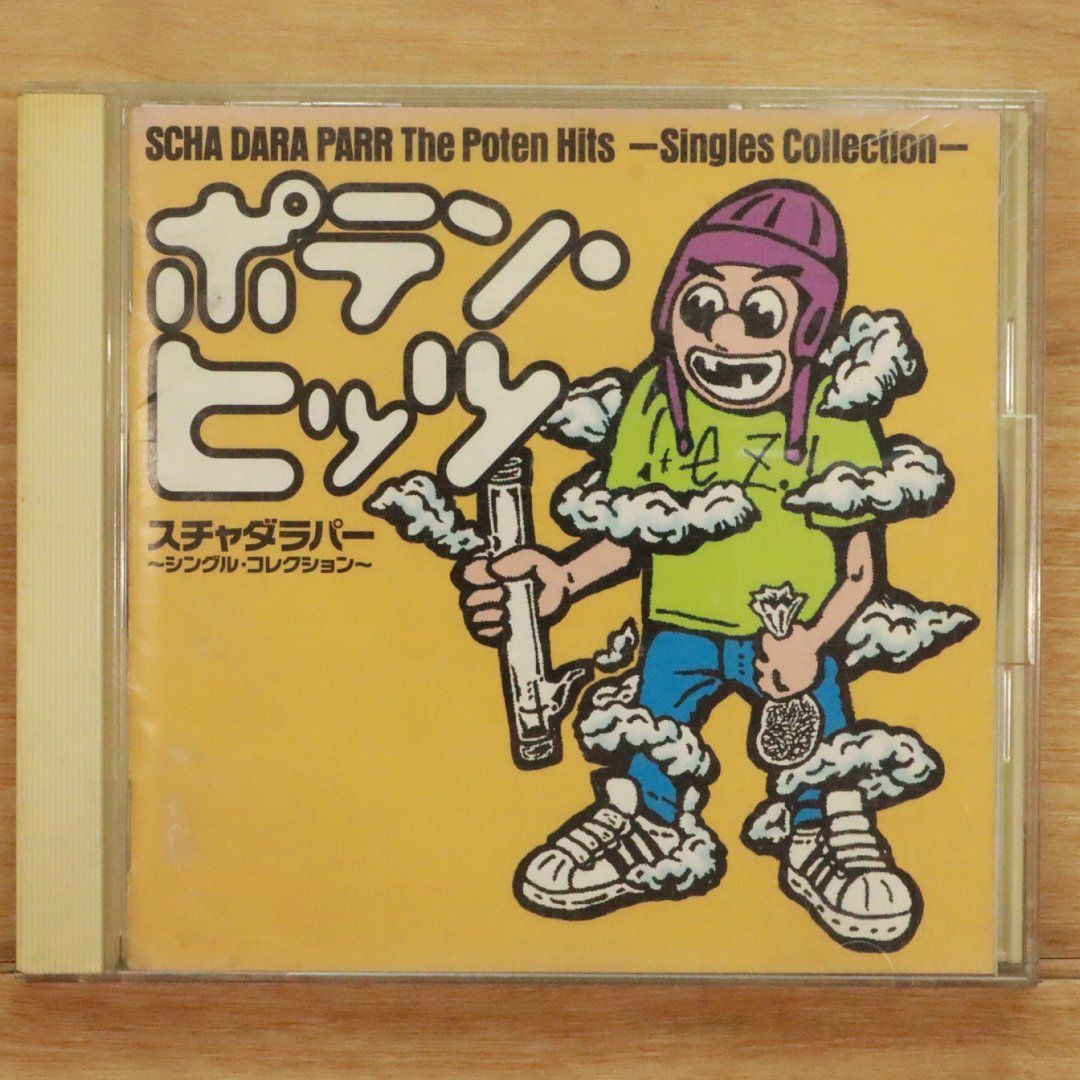 SCHA DARA PARR The Poten Hits —Singles Collection—
ポテン・
ヒッツ
スチャダラパー
〜シングル・コレクション〜